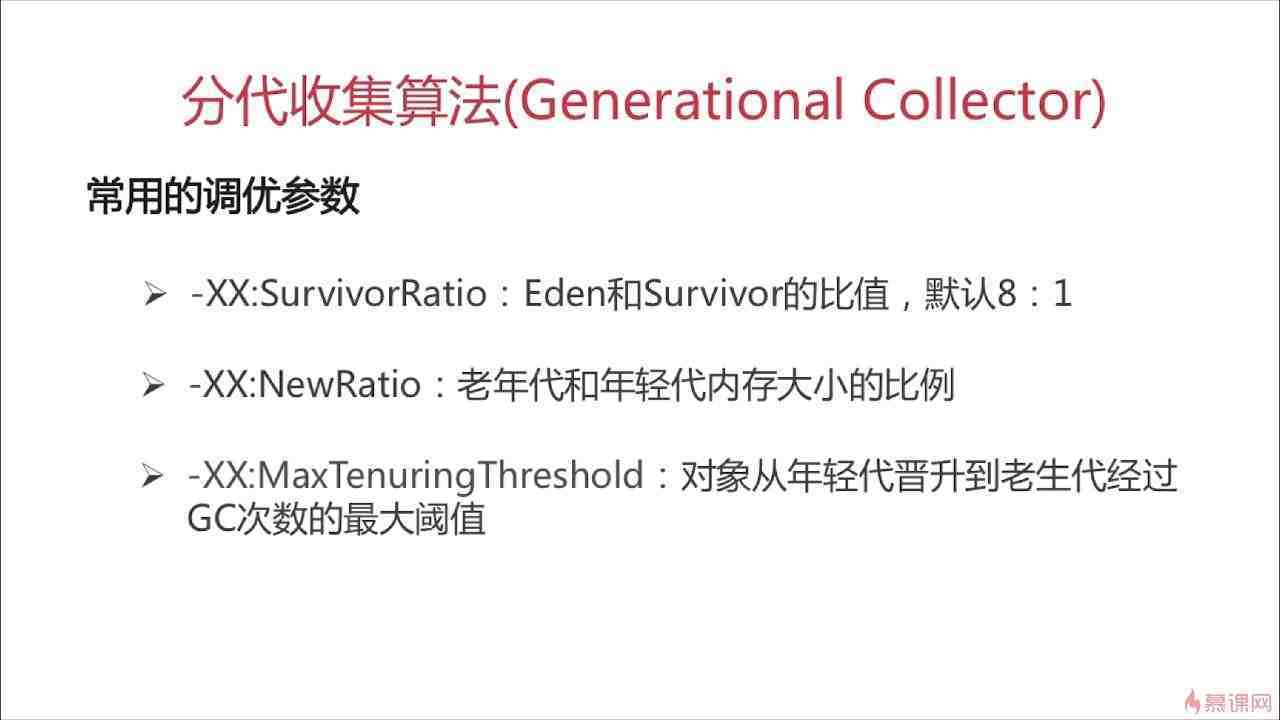 分代收集算法(Generational Collector)
常用的调优参数
➢ -XX:SurvivorRatio：Eden和Survivor的比值，默认8：1
➢ -XX:NewRatio：老年代和年轻代内存大小的比例
➢ -XX:MaxTenuringThreshold：对象从年轻代晋升到老生代经过
GC次数的最大阈值
慕课网